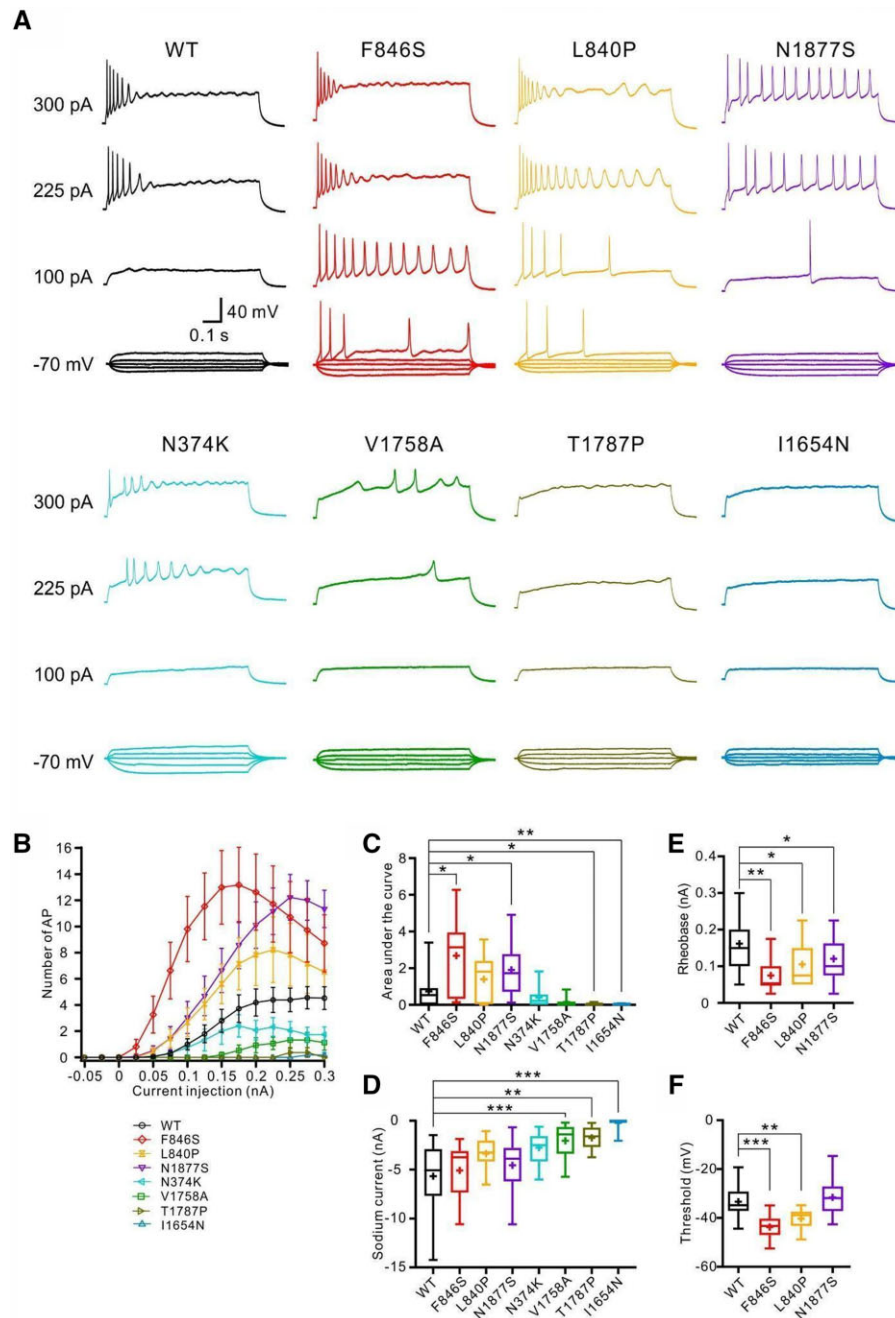 A
WT F846S L840P N1877S
300 pA
225 pA
100 pA
40 mV
0.1 s
-70 mV
N374K V1758A T1787P I1654N
300 pA
225 pA
100 pA
-70 mV
B
Number of AP
16
14
12
10
8
6
4
2
0
-0.05 0 0.05 0.1 0.15 0.2 0.25 0.3
Current injection (nA)
WT
F846S
L840P
N1877S
N374K
V1758A
T1787P
I1654N
C
Area under the curve
8
6
4
2
0
**
*
*
*
WT F846S L840P N1877S N374K V1758A T1787P I1654N
D
Sodium current (nA)
0
-5
-10
-15
***
**
***
WT F846S L840P N1877S N374K V1758A T1787P I1654N
E
Rheobase (nA)
0.4
0.3
0.2
0.1
0
*
*
**
WT F846S L840P N1877S
F
Threshold (mV)
0
-20
-40
-60
**
***
WT F846S L840P N1877S